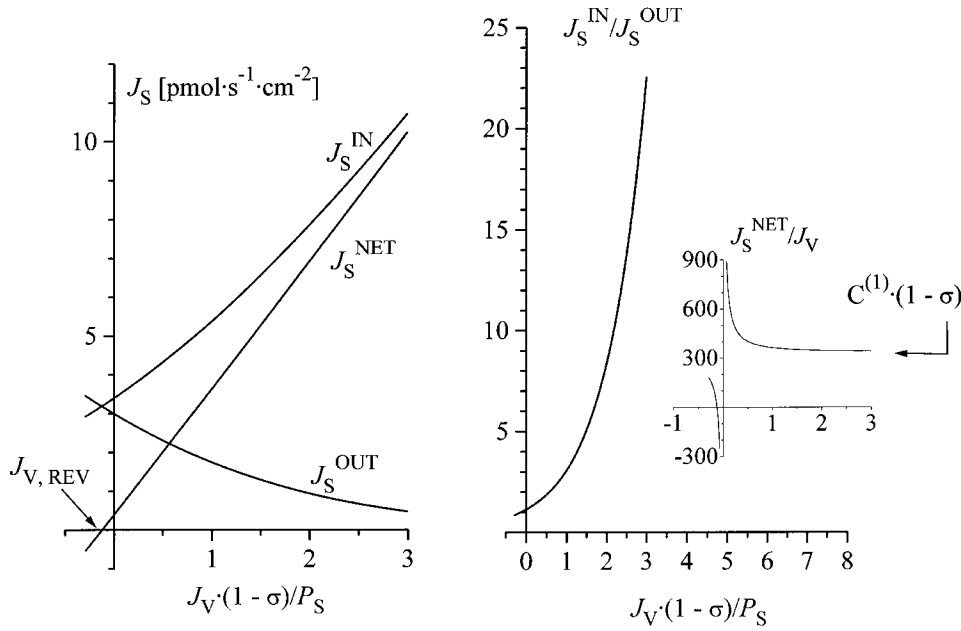 J_S [pmol·s⁻¹·cm⁻²]
10
5
J_S^IN
J_S^NET
J_S^OUT
J_V, REV
1 2 3
J_V·(1 - σ)/P_S
J_S^IN/J_S^OUT
25
20
15
10
5
0 1 2 3 4 5 6 7 8
J_V·(1 - σ)/P_S
J_S^NET/J_V
900
600
300
-300
-1 1 2 3
C^(1)·(1 - σ)